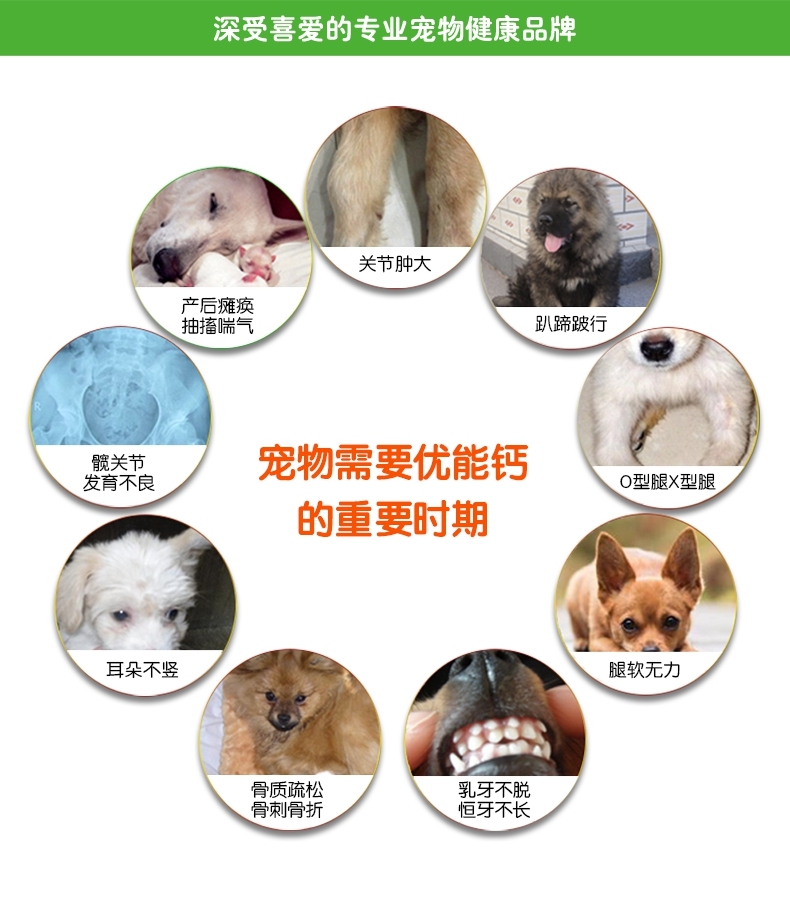 深受喜爱的专业宠物健康品牌
关节肿大
产后瘫痪
抽搐喘气
趴蹄跛行
髋关节
发育不良
O型腿X型腿
宠物需要优能钙
的重要时期
耳朵不竖
腿软无力
骨质疏松
骨刺骨折
乳牙不脱
恒牙不长